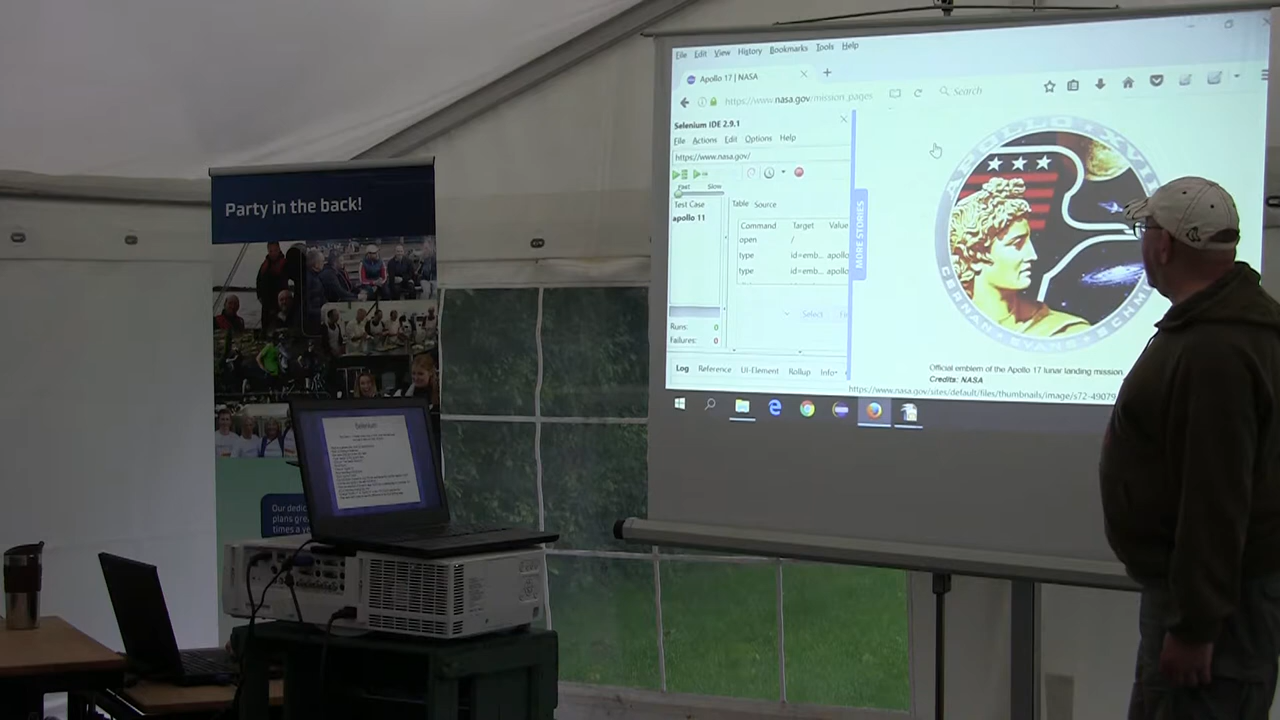 Party in the back!
Our dedic
plans gre
times a ye
Selenium
File Edit View History Bookmarks Tools Help
Apollo 17 | NASA
https://www.nasa.gov/mission_pages
Search
Selenium IDE 2.9.1
File Actions Edit Options Help
https://www.nasa.gov/
Fast Slow
Test Case
apollo 11
Table Source
Command Target Value
open /
type id=emb... apollo
type id=emb... apollo
Select
Runs: 0
Failures: 0
Log Reference UI-Element Rollup Info
MORE STORIES
APOLLO XVII
CERNAN EVANS SCHM
Official emblem of the Apollo 17 lunar landing mission.
Credits: NASA
https://www.nasa.gov/sites/default/files/thumbnails/image/s72-49079